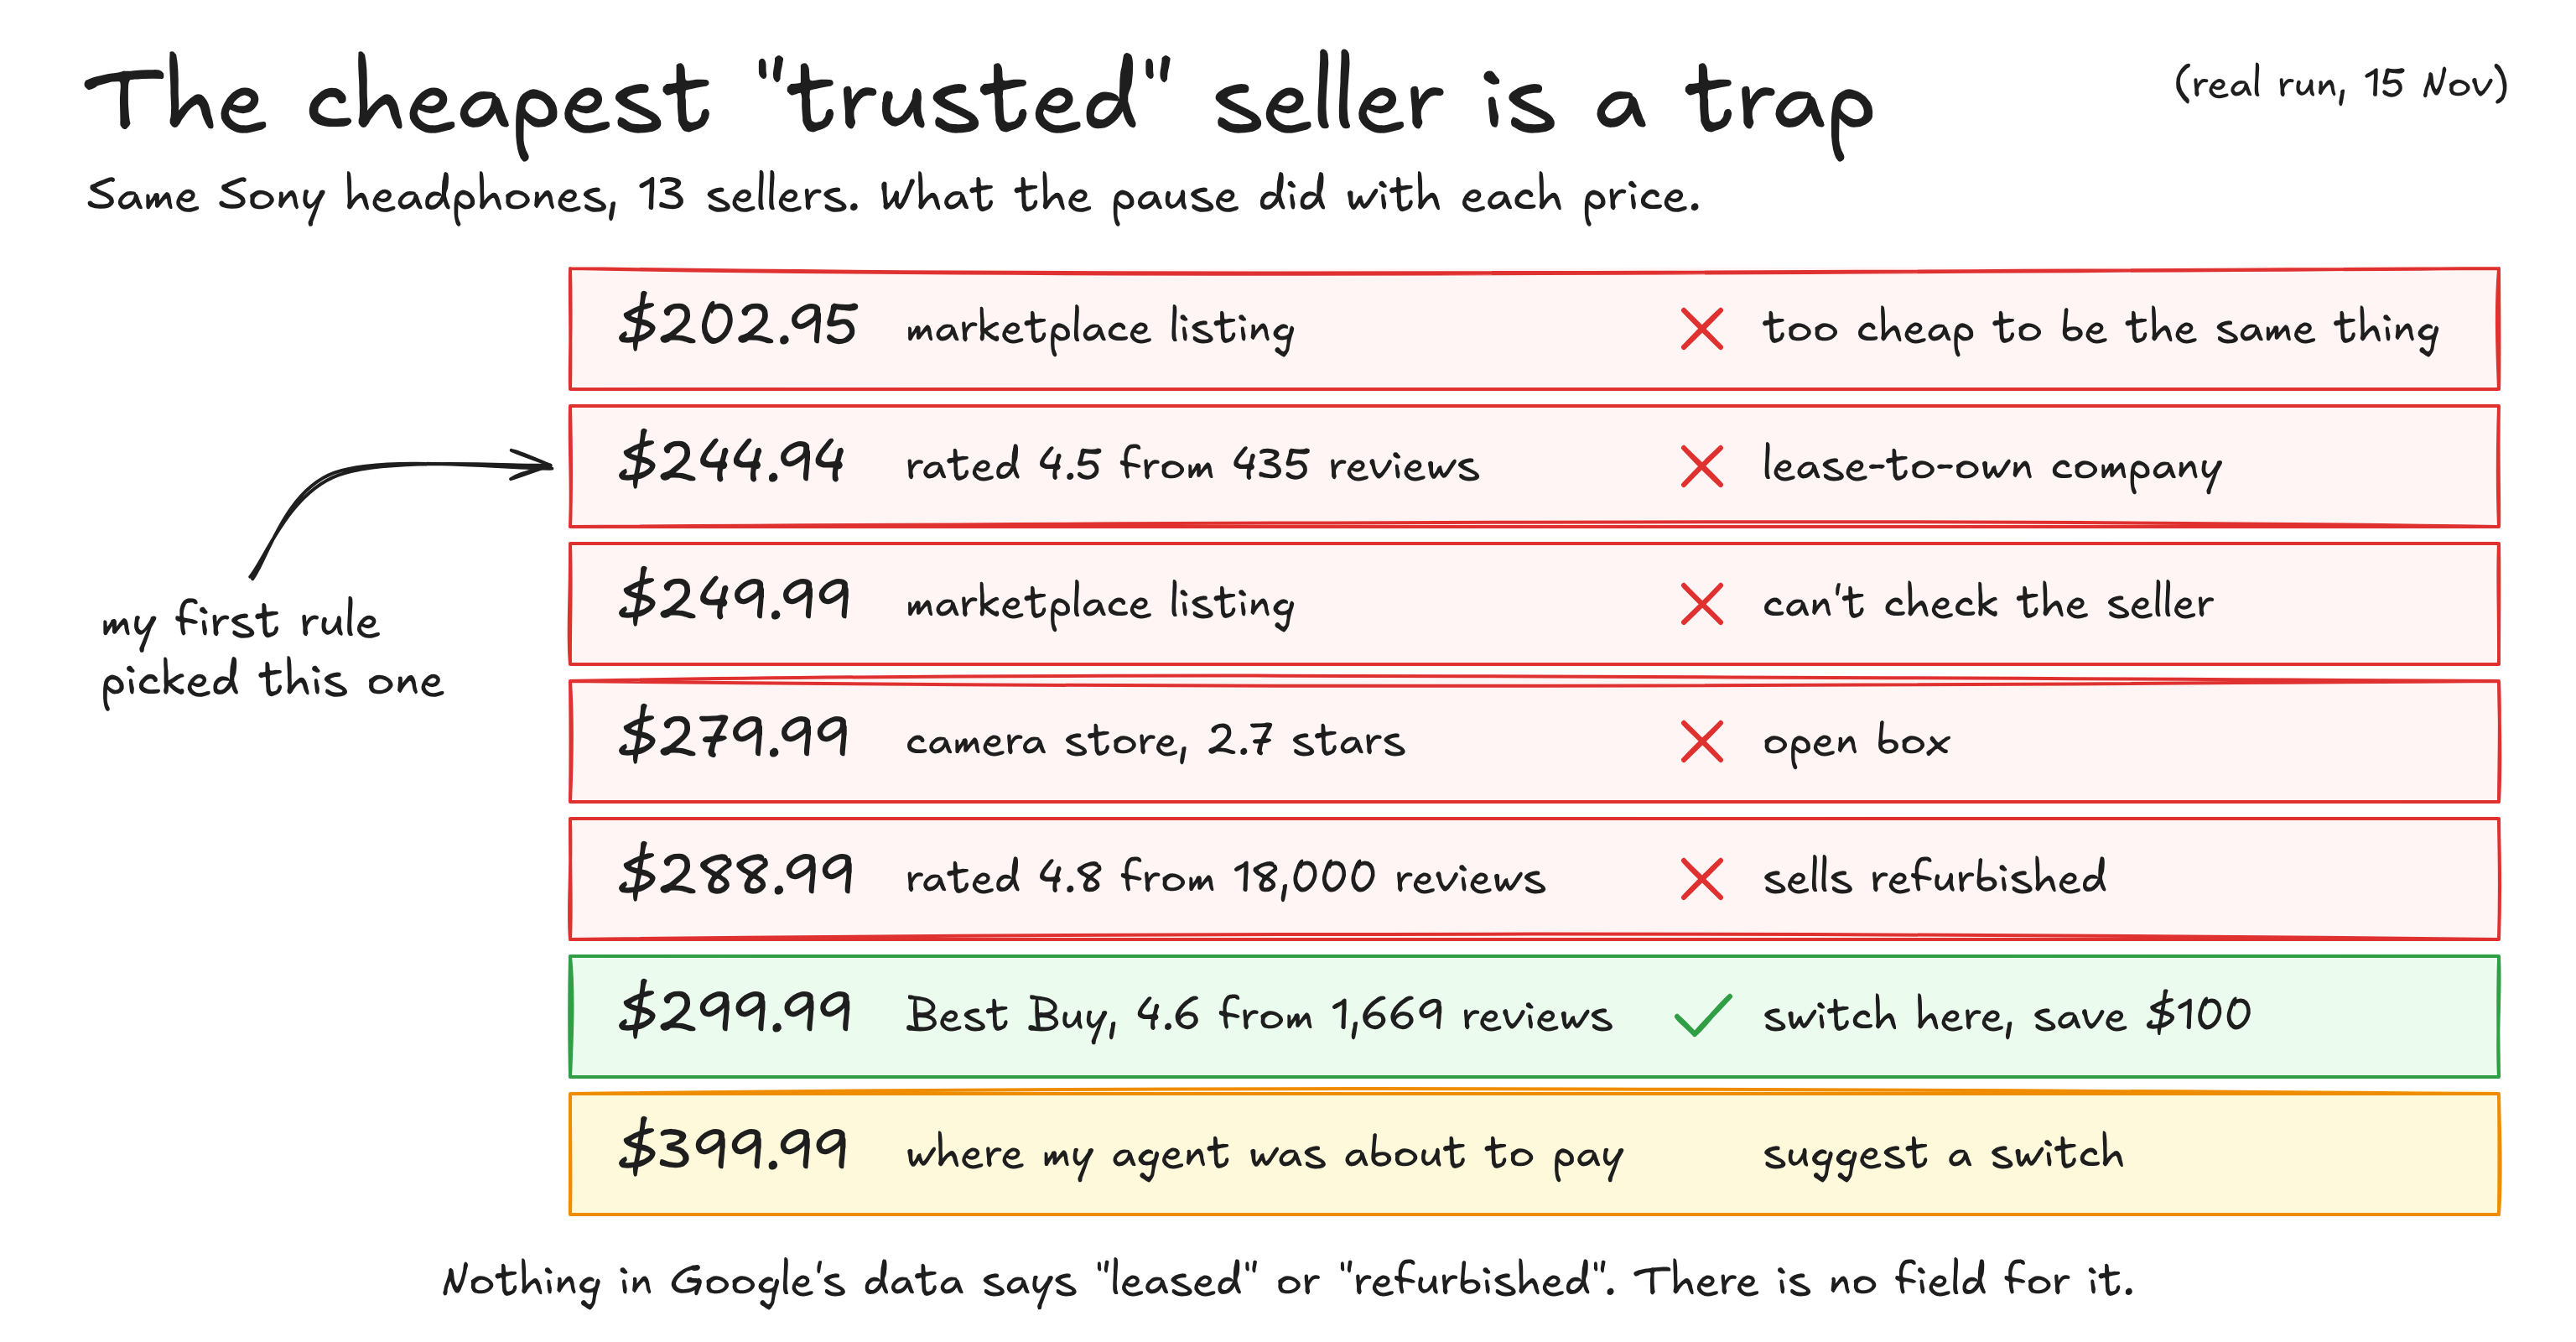 The cheapest "trusted" seller is a trap
(real run, 15 Nov)
Same Sony headphones, 13 sellers. What the pause did with each price.
$202.95 marketplace listing too cheap to be the same thing
$244.94 rated 4.5 from 435 reviews lease-to-own company
my first rule
picked this one
$249.99 marketplace listing can't check the seller
$279.99 camera store, 2.7 stars open box
$288.99 rated 4.8 from 18,000 reviews sells refurbished
$299.99 Best Buy, 4.6 from 1,669 reviews switch here, save $100
$399.99 where my agent was about to pay suggest a switch
Nothing in Google's data says "leased" or "refurbished". There is no field for it.